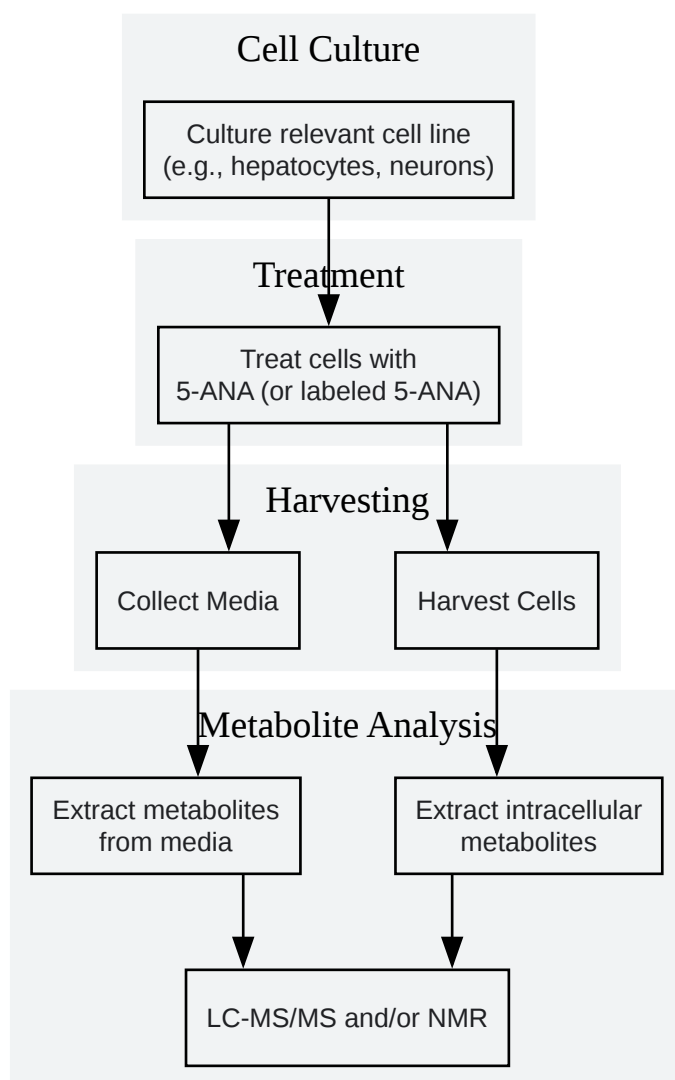 Cell Culture
Culture relevant cell line
(e.g., hepatocytes, neurons)
Treatment
Treat cells with
5-ANA (or labeled 5-ANA)
Harvesting
Collect Media
Harvest Cells
Metabolite Analysis
Extract metabolites
from media
Extract intracellular
metabolites
LC-MS/MS and/or NMR